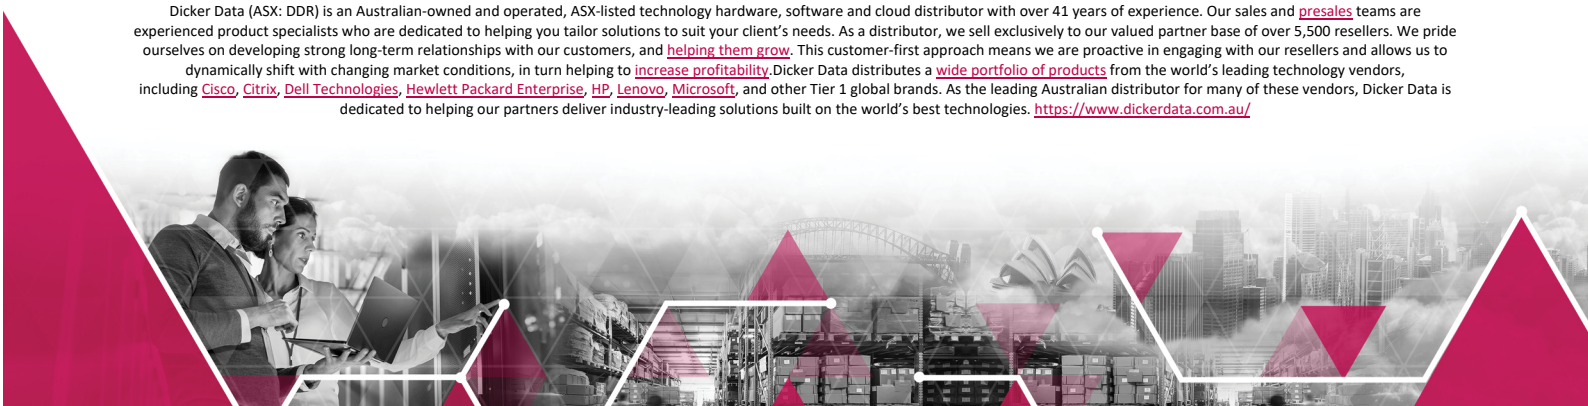 Dicker Data (ASX: DDR) is an Australian-owned and operated, ASX-listed technology hardware, software and cloud distributor with over 41 years of experience. Our sales and presales teams are
experienced product specialists who are dedicated to helping you tailor solutions to suit your client’s needs. As a distributor, we sell exclusively to our valued partner base of over 5,500 resellers. We pride
ourselves on developing strong long-term relationships with our customers, and helping them grow. This customer-first approach means we are proactive in engaging with our resellers and allows us to
dynamically shift with changing market conditions, in turn helping to increase profitability.Dicker Data distributes a wide portfolio of products from the world’s leading technology vendors,
including Cisco, Citrix, Dell Technologies, Hewlett Packard Enterprise, HP, Lenovo, Microsoft, and other Tier 1 global brands. As the leading Australian distributor for many of these vendors, Dicker Data is
dedicated to helping our partners deliver industry-leading solutions built on the world’s best technologies. https://www.dickerdata.com.au/